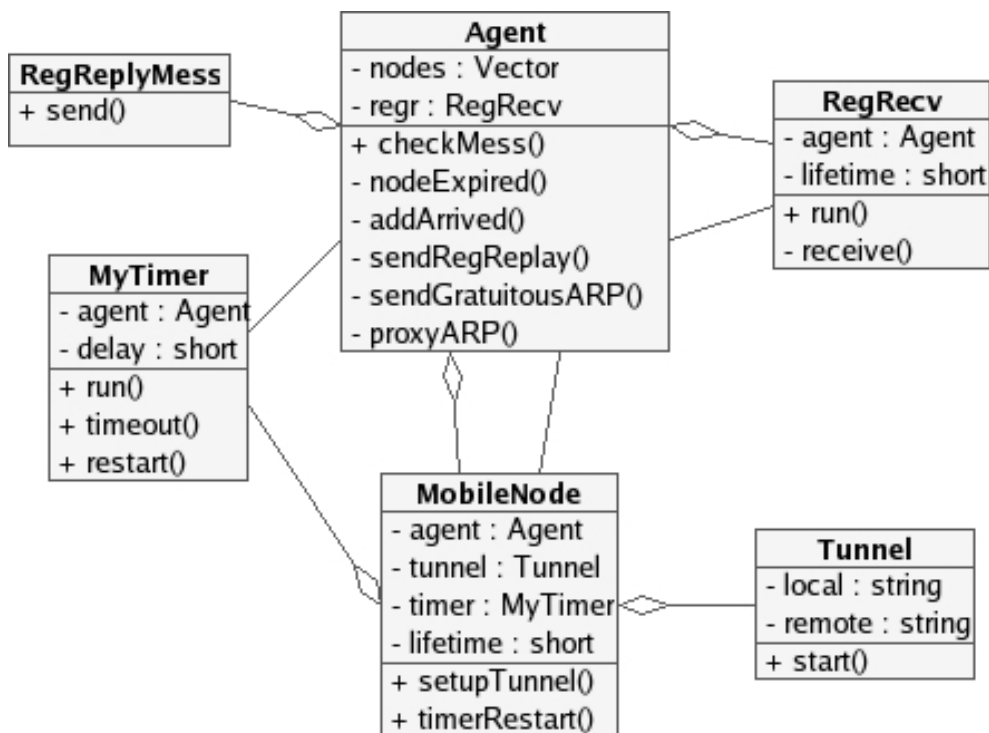 Agent
- nodes : Vector
- regr : RegRecv
+ checkMess()
- nodeExpired()
- addArrived()
- sendRegReplay()
- sendGratuitousARP()
- proxyARP()
RegReplyMess
+ send()
RegRecv
- agent : Agent
- lifetime : short
+ run()
- receive()
MyTimer
- agent : Agent
- delay : short
+ run()
+ timeout()
+ restart()
MobileNode
- agent : Agent
- tunnel : Tunnel
- timer : MyTimer
- lifetime : short
+ setupTunnel()
+ timerRestart()
Tunnel
- local : string
- remote : string
+ start()